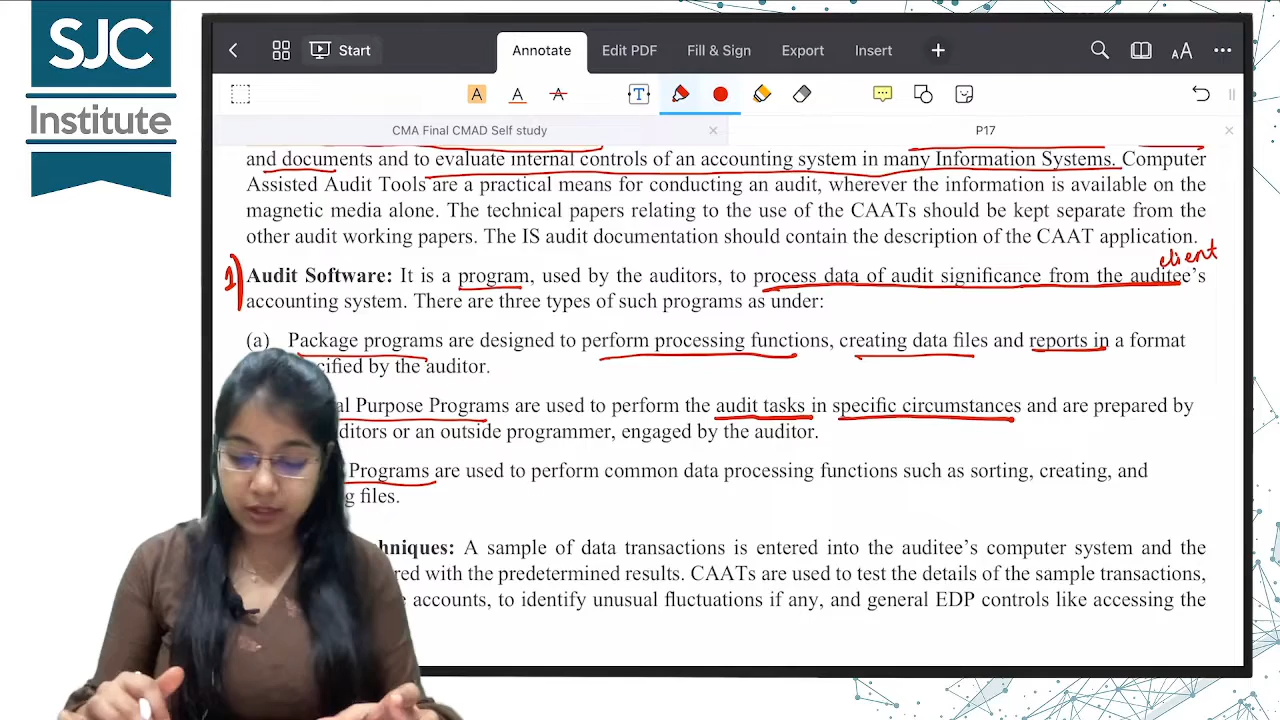 SJC
Institute
Start
Annotate
Edit PDF
Fill & Sign
Export
Insert
CMA Final CMAD Self study
P17
and documents and to evaluate internal controls of an accounting system in many Information Systems. Computer
Assisted Audit Tools are a practical means for conducting an audit, wherever the information is available on the
magnetic media alone. The technical papers relating to the use of the CAATs should be kept separate from the
other audit working papers. The IS audit documentation should contain the description of the CAAT application.
client
1) Audit Software: It is a program, used by the auditors, to process data of audit significance from the auditee's
accounting system. There are three types of such programs as under:
(a) Package programs are designed to perform processing functions, creating data files and reports in a format
cified by the auditor.
al Purpose Programs are used to perform the audit tasks in specific circumstances and are prepared by
ditors or an outside programmer, engaged by the auditor.
Programs are used to perform common data processing functions such as sorting, creating, and
g files.
hniques: A sample of data transactions is entered into the auditee's computer system and the
red with the predetermined results. CAATs are used to test the details of the sample transactions,
accounts, to identify unusual fluctuations if any, and general EDP controls like accessing the